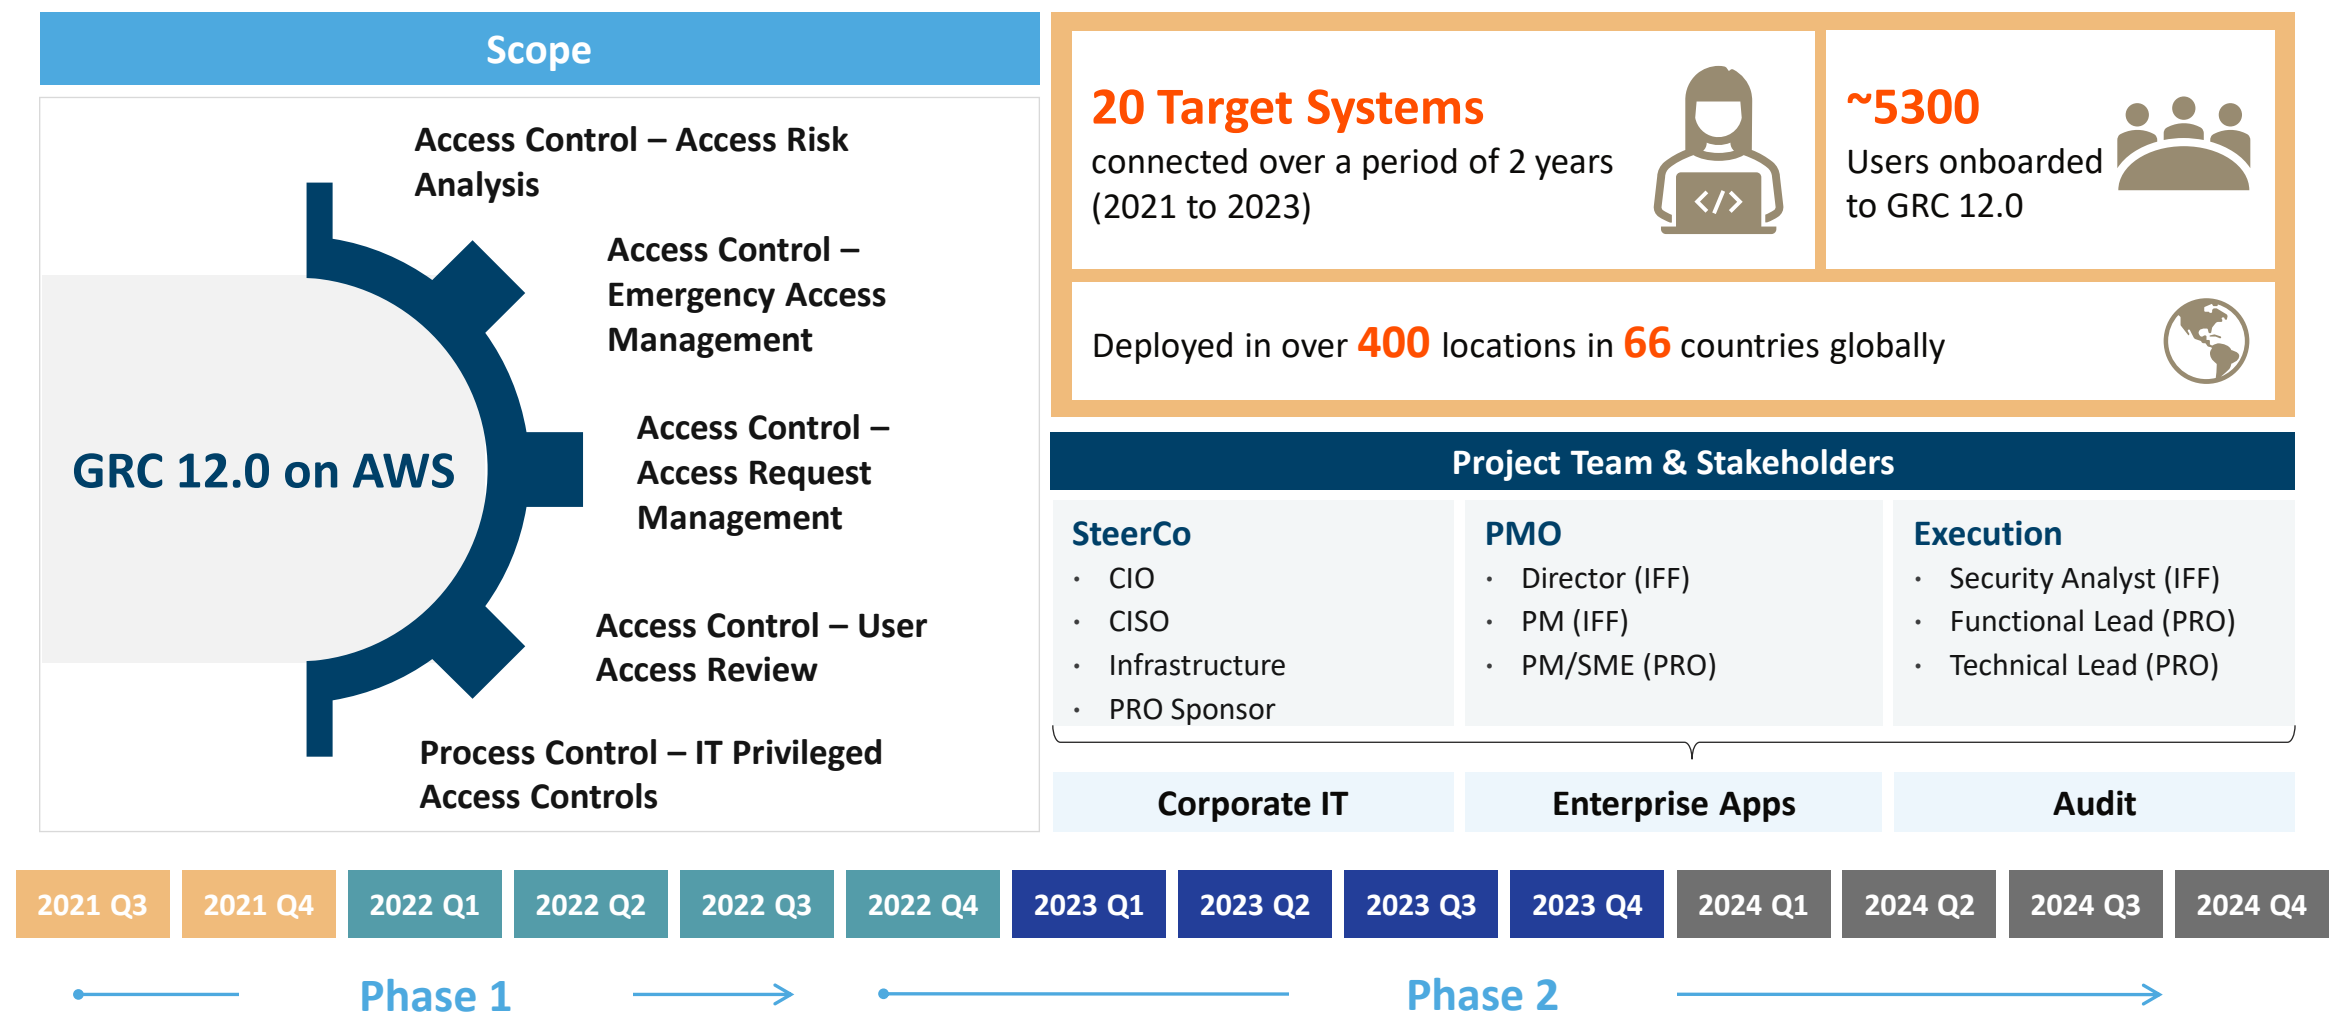 Scope
Access Control – Access Risk
Analysis
Access Control –
Emergency Access
Management
GRC 12.0 on AWS
Access Control –
Access Request
Management
Access Control – User
Access Review
Process Control – IT Privileged
Access Controls
20 Target Systems
connected over a period of 2 years
(2021 to 2023)
</>
~5300
Users onboarded
to GRC 12.0
Deployed in over 400 locations in 66 countries globally
Project Team & Stakeholders
SteerCo
· CIO
· CISO
· Infrastructure
· PRO Sponsor
PMO
· Director (IFF)
· PM (IFF)
· PM/SME (PRO)
Execution
· Security Analyst (IFF)
· Functional Lead (PRO)
· Technical Lead (PRO)
Corporate IT
Enterprise Apps
Audit
2021 Q3
2021 Q4
2022 Q1
2022 Q2
2022 Q3
2022 Q4
2023 Q1
2023 Q2
2023 Q3
2023 Q4
2024 Q1
2024 Q2
2024 Q3
2024 Q4
Phase 1
Phase 2